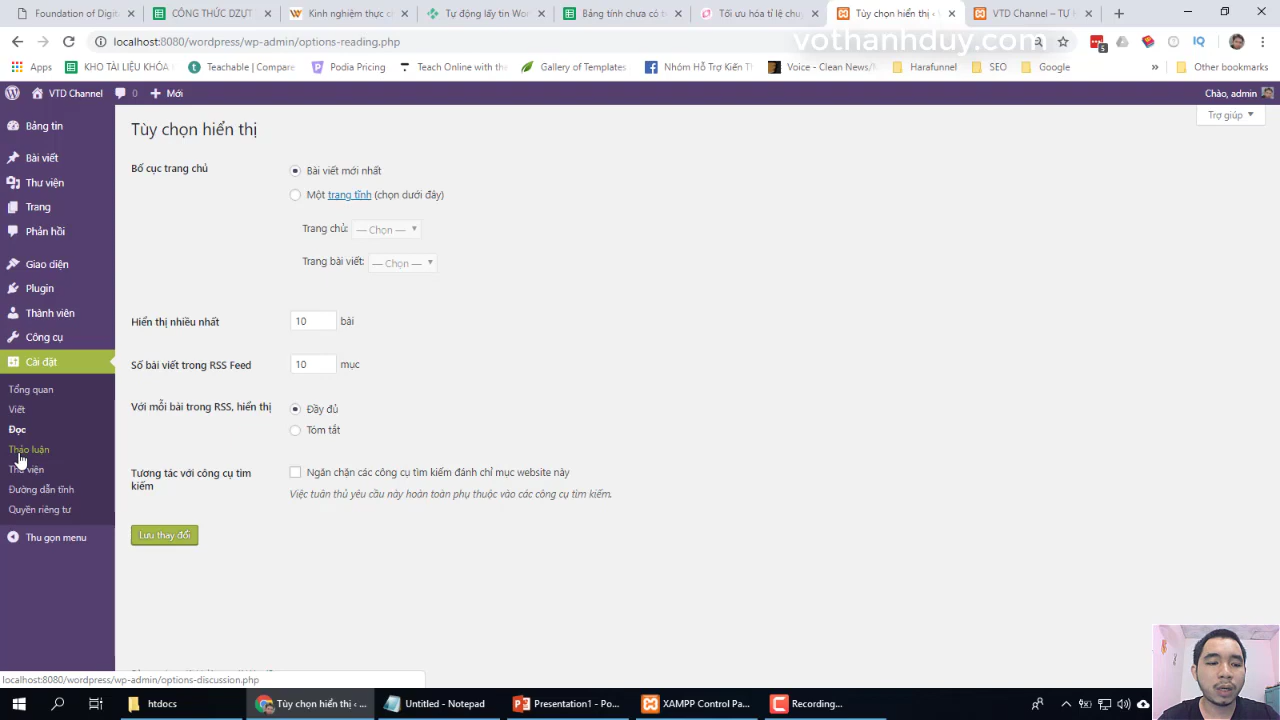 Foundation of Digita
CÔNG THỨC DZỰT
Kinh nghiệm thực c
Tự động lấy tin Wor
Bảng tính chưa có t
Tối ưu hóa tỉ lệ chuy
Tùy chọn hiển thị ‹ V
VTD Channel – TỰ H
localhost:8080/wordpress/wp-admin/options-reading.php
vothanhduy.com
5
IQ
Apps
KHO TÀI LIỆU KHÓA
Teachable | Compare
Podia Pricing
Teach Online with the
Gallery of Templates
Nhóm Hỗ Trợ Kiến T
Voice - Clean News/
Harafunnel
SEO
Google
»
Other bookmarks
VTD Channel
0
Mới
Chào, admin
Bảng tin
Bài viết
Thư viện
Trang
Phản hồi
Giao diện
Plugin
Thành viên
Công cụ
Cài đặt
Tổng quan
Viết
Đọc
Thảo luận
Thư viện
Đường dẫn tĩnh
Quyền riêng tư
Thu gọn menu
Trợ giúp
Tùy chọn hiển thị
Bố cục trang chủ
Bài viết mới nhất
Một trang tĩnh (chọn dưới đây)
Trang chủ: — Chọn —
Trang bài viết: — Chọn —
Hiển thị nhiều nhất
10 bài
Số bài viết trong RSS Feed
10 mục
Với mỗi bài trong RSS, hiển thị
Đầy đủ
Tóm tắt
Tương tác với công cụ tìm
kiếm
Ngăn chặn các công cụ tìm kiếm đánh chỉ mục website này
Việc tuân thủ yêu cầu này hoàn toàn phụ thuộc vào các công cụ tìm kiếm.
Lưu thay đổi
localhost:8080/wordpress/wp-admin/options-discussion.php
htdocs
Tùy chọn hiển thị ‹ ...
Untitled - Notepad
Presentation1 - Po...
XAMPP Control Pa...
Recording...